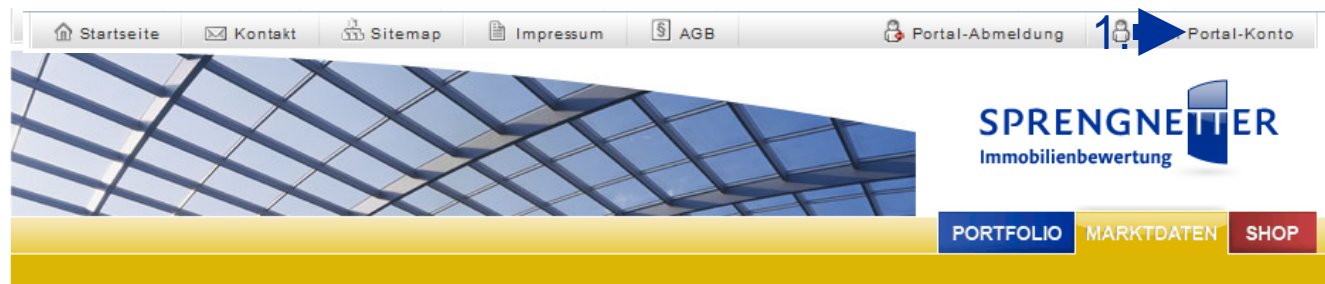 Startseite Kontakt Sitemap Impressum § AGB Portal-Abmeldung 1. Portal-Konto
SPRENGNETTER
Immobilienbewertung
PORTFOLIO MARKTDATEN SHOP